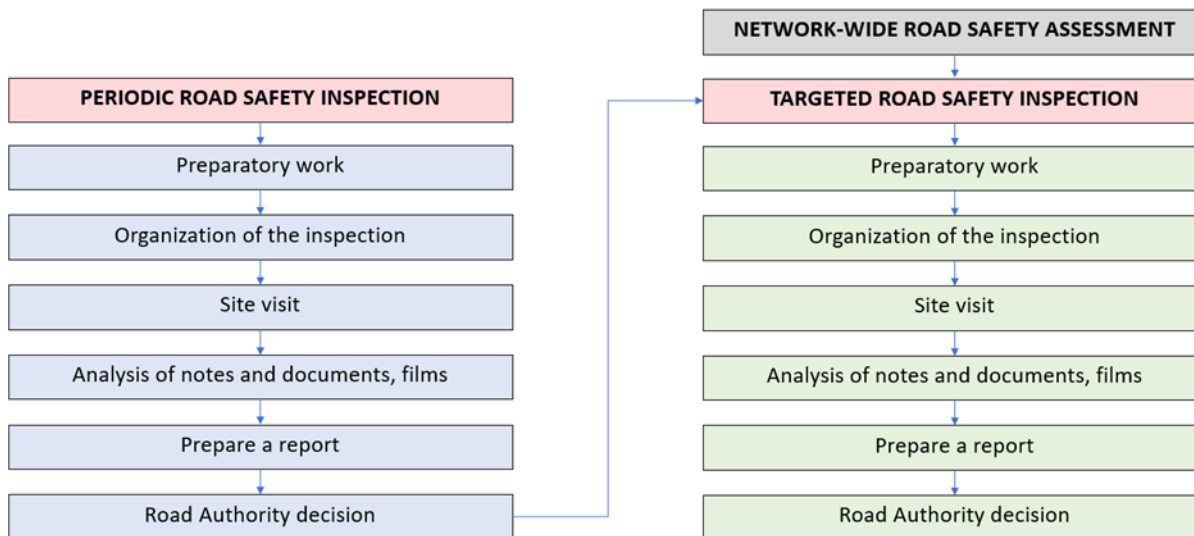 NETWORK-WIDE ROAD SAFETY ASSESSMENT
PERIODIC ROAD SAFETY INSPECTION
Preparatory work
Organization of the inspection
Site visit
Analysis of notes and documents, films
Prepare a report
Road Authority decision
TARGETED ROAD SAFETY INSPECTION
Preparatory work
Organization of the inspection
Site visit
Analysis of notes and documents, films
Prepare a report
Road Authority decision